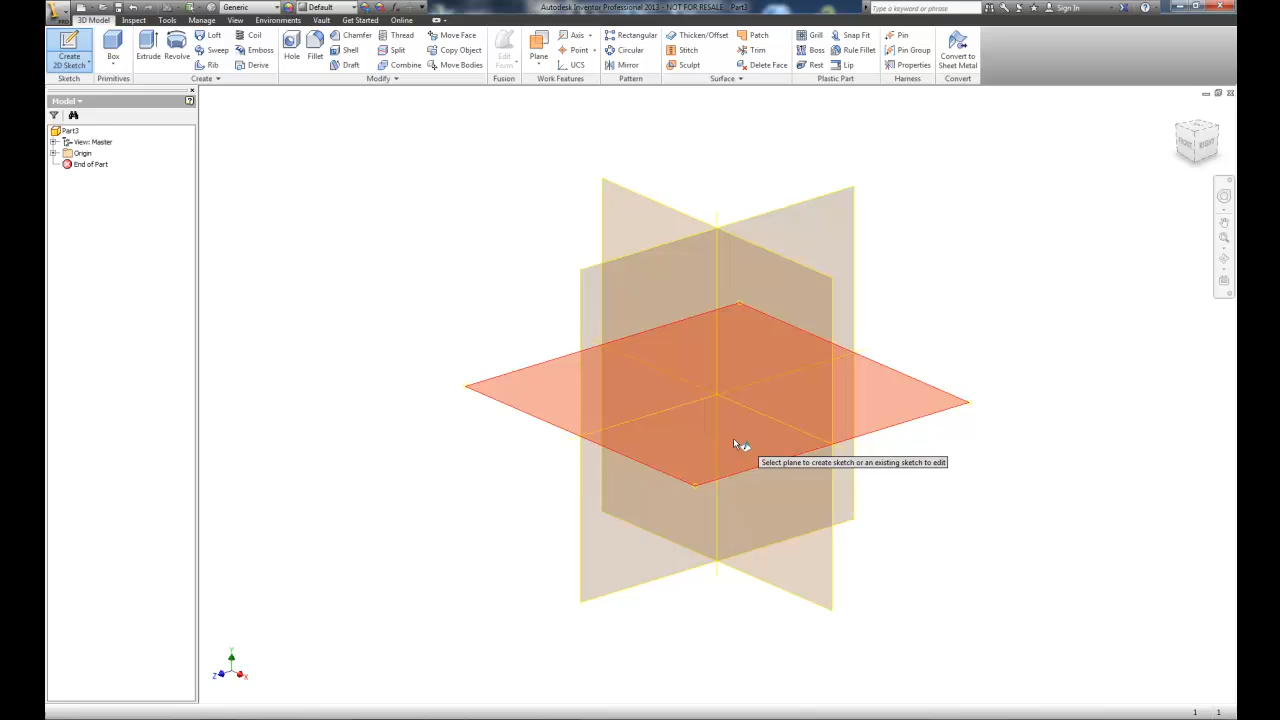 Generic
Default
Autodesk Inventor Professional 2013 - NOT FOR RESALE - Part3
Type a keyword or phrase
Sign In
PRO
3D Model
Inspect
Tools
Manage
View
Environments
Vault
Get Started
Online
Create
2D Sketch
Sketch
Box
Primitives
Extrude
Revolve
Loft
Sweep
Rib
Coil
Emboss
Derive
Create
Hole
Fillet
Chamfer
Shell
Draft
Thread
Split
Combine
Move Face
Copy Object
Move Bodies
Modify
Edit
Form
Fusion
Plane
Axis
Point
UCS
Work Features
Rectangular
Circular
Mirror
Pattern
Thicken/Offset
Stitch
Sculpt
Patch
Trim
Delete Face
Surface
Grill
Boss
Rest
Snap Fit
Rule Fillet
Lip
Plastic Part
Pin
Pin Group
Properties
Harness
Convert to
Sheet Metal
Convert
Model
Part3
View: Master
Origin
End of Part
FRONT
RIGHT
Select plane to create sketch or an existing sketch to edit
Y
Z
X
1 1